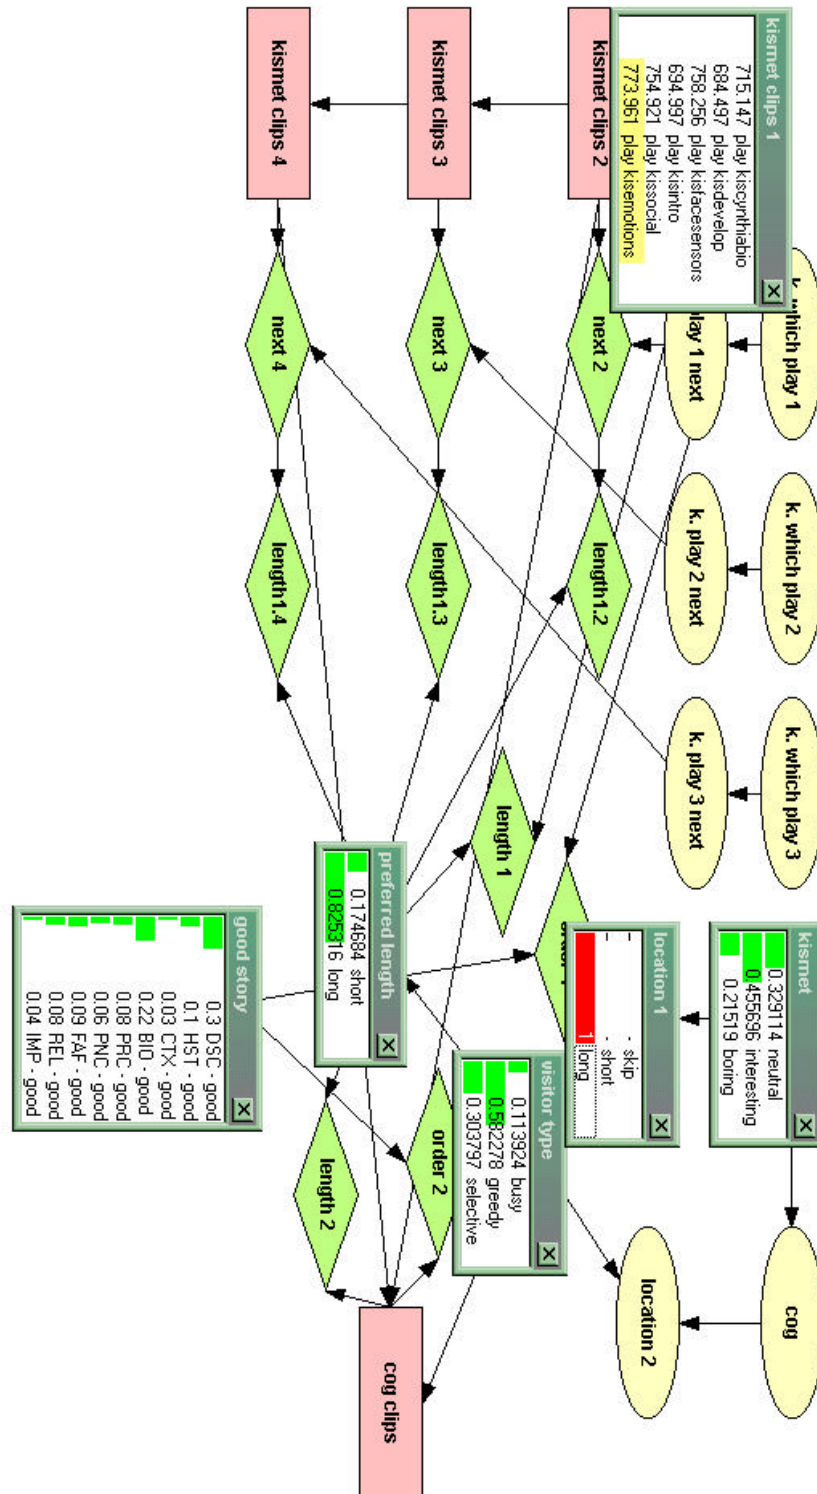 k. which play 1
k. which play 2
k. which play 3
kismet
0.329114 neutral
0.455696 interesting
0.21519 boring
cog
kismet clips 1
715.147 play kiscynthiabio
684.497 play kisdevelop
758.256 play kisfacesensors
694.997 play kisintro
754.921 play kissocial
773.961 play kisemotions
play 1 next
k. play 2 next
k. play 3 next
location 1
- - skip
- - short
1 long
location 2
kismet clips 2
next 2
length1.2
length 1
visitor type
0.113924 busy
0.582278 greedy
0.303797 selective
kismet clips 3
next 3
length1.3
order 2
cog clips
preferred length
0.174684 short
0.825316 long
length 2
kismet clips 4
next 4
length1.4
good story
0.3 DSC - good
0.1 HST - good
0.03 CTX - good
0.22 BIO - good
0.08 PRC - good
0.06 PNC - good
0.09 FAF - good
0.08 REL - good
0.04 IMP - good